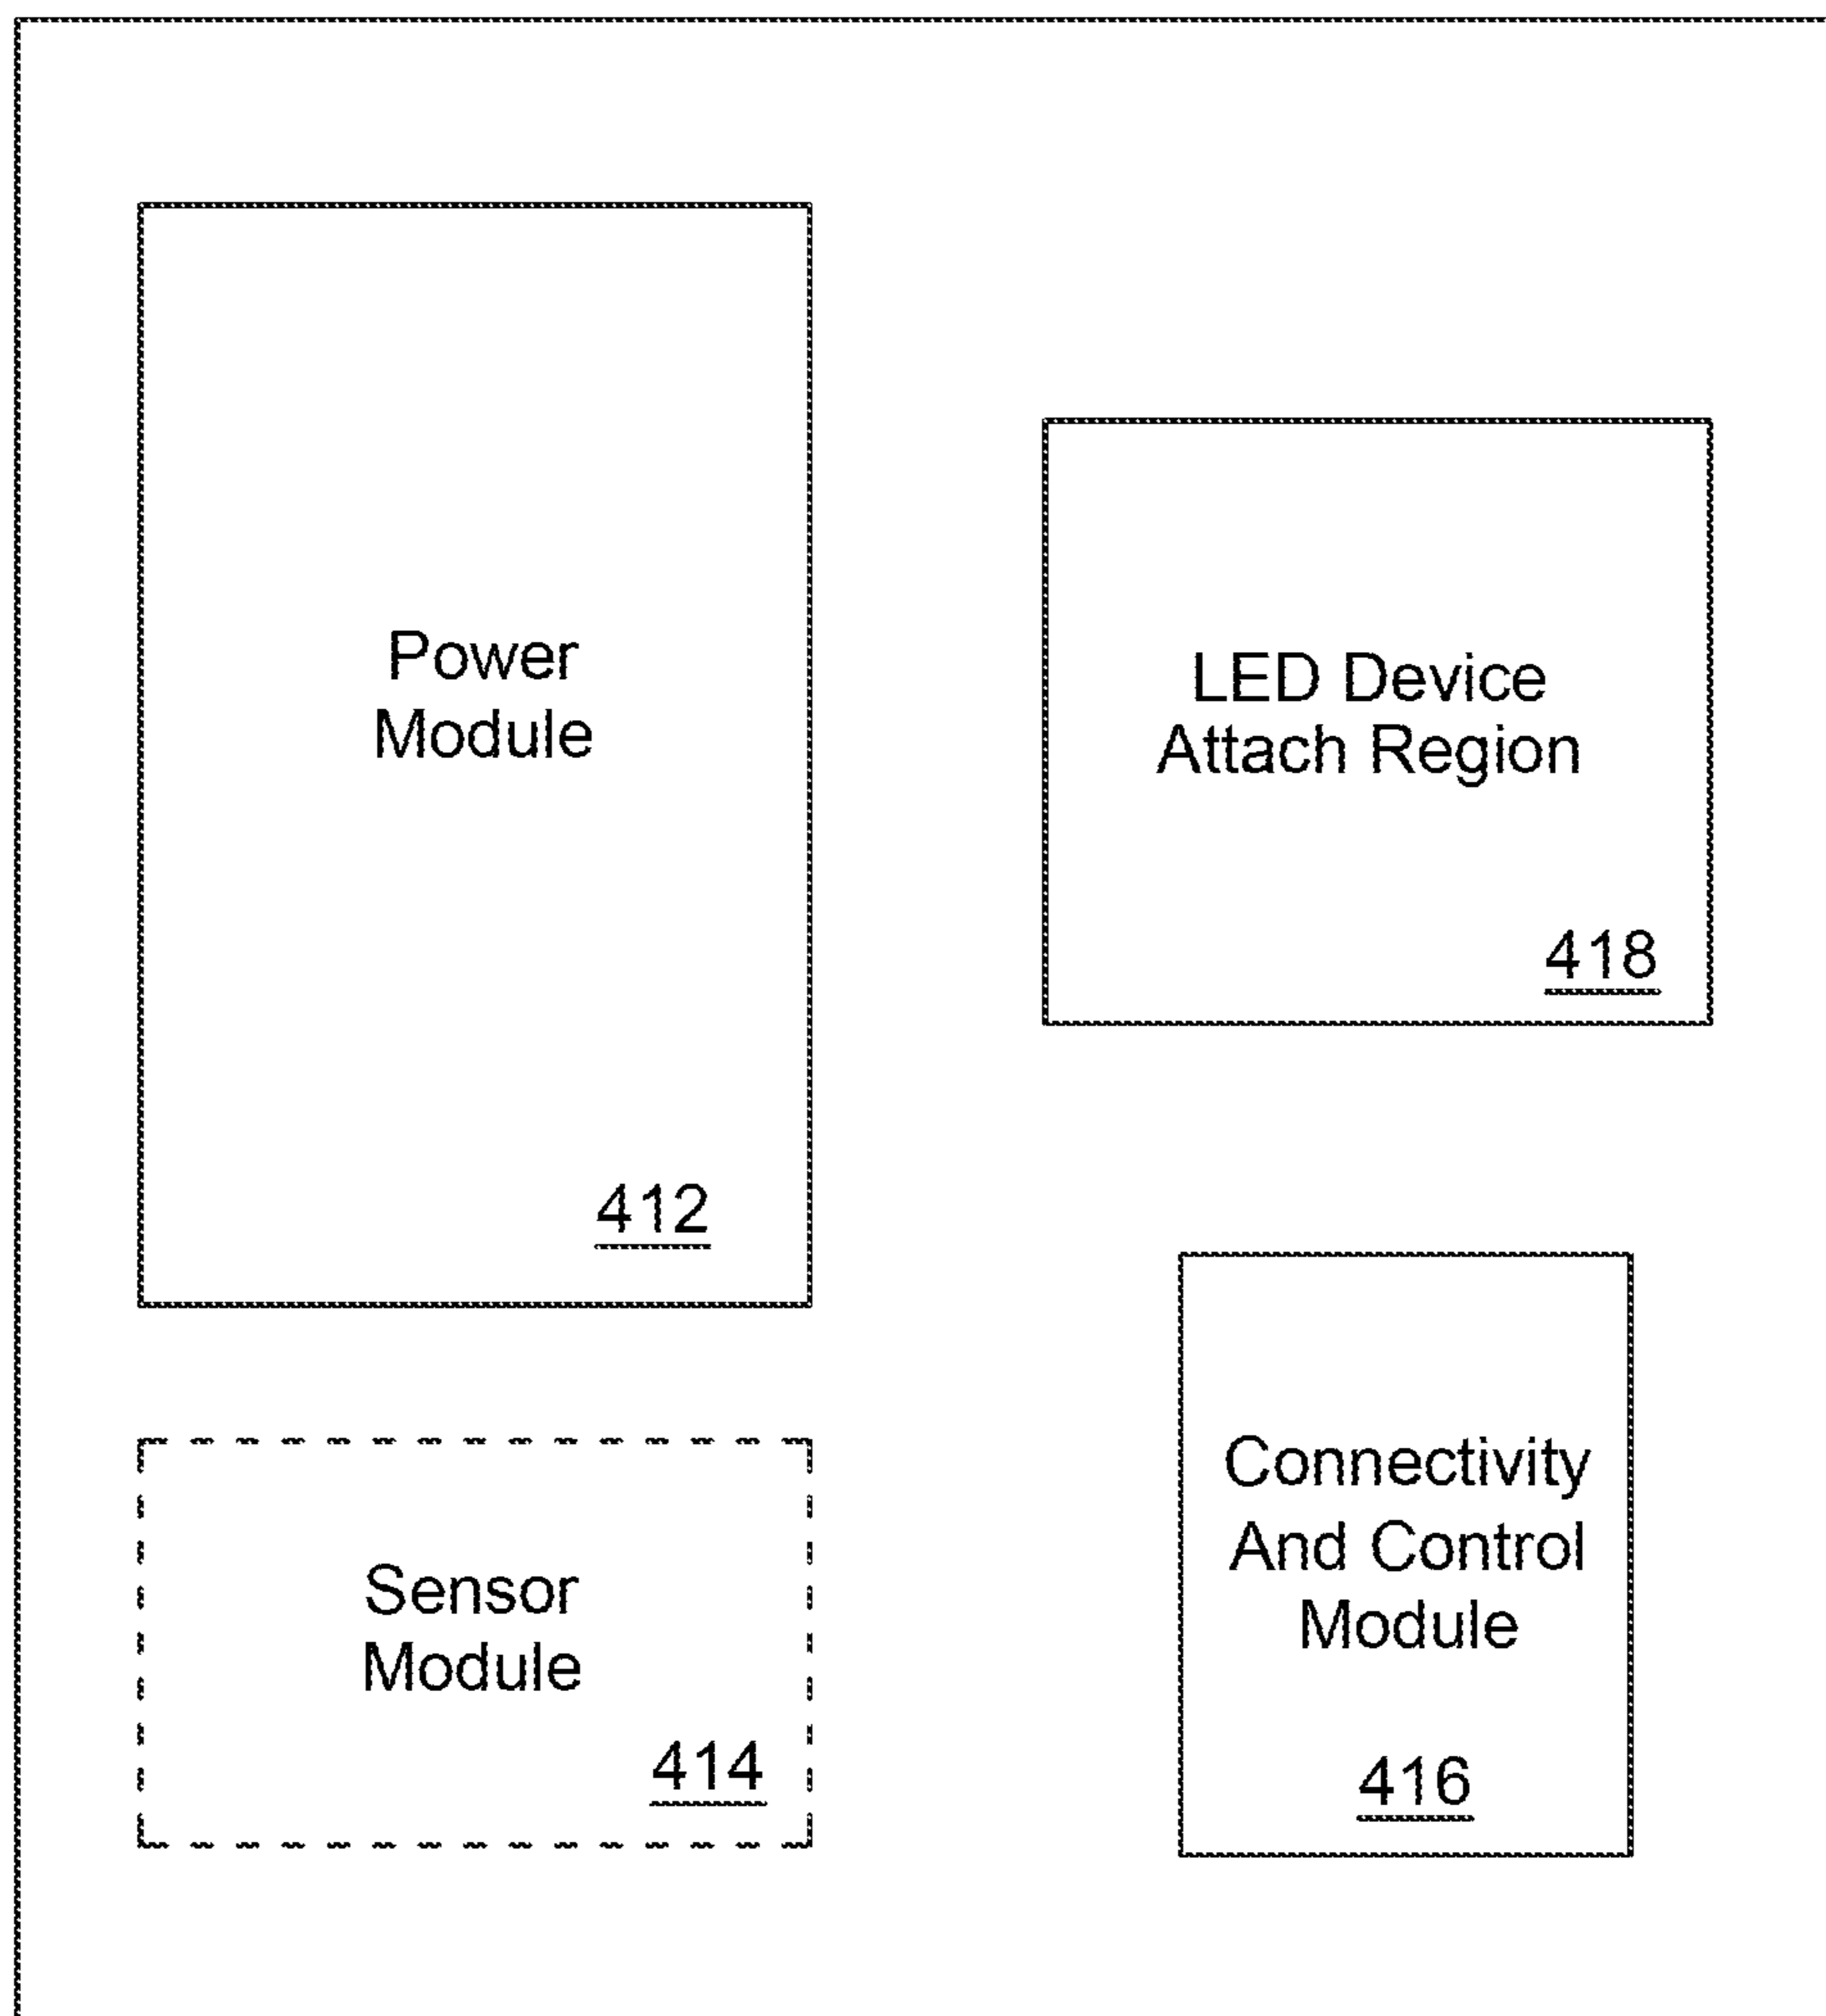 Power
Module
412
LED Device
Attach Region
418
Sensor
Module
414
Connectivity
And Control
Module
416